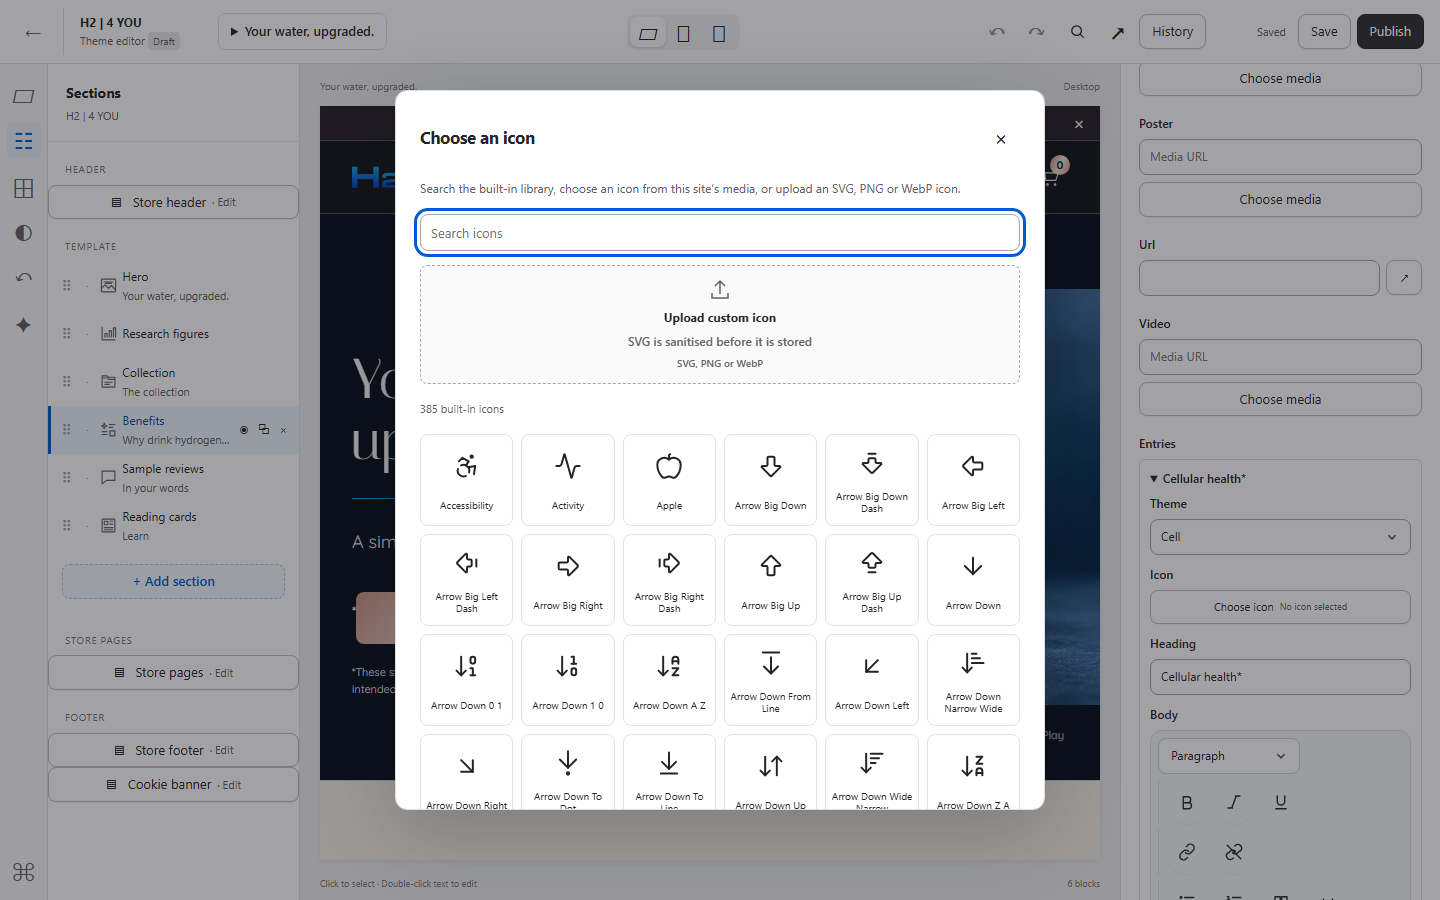 H2 | 4 YOU
Theme editor Draft
▶ Your water, upgraded.
History
Saved
Save
Publish
Sections
H2 | 4 YOU
HEADER
Store header · Edit
TEMPLATE
Hero
Your water, upgraded.
Research figures
Collection
The collection
Benefits
Why drink hydrogen...
Sample reviews
In your words
Reading cards
Learn
+ Add section
STORE PAGES
Store pages · Edit
FOOTER
Store footer · Edit
Cookie banner · Edit
Your water, upgraded.
Desktop
0
A sim
*These s
intended
Play
Click to select · Double-click text to edit
6 blocks
Choose an icon
Search the built-in library, choose an icon from this site's media, or upload an SVG, PNG or WebP icon.
Search icons
Upload custom icon
SVG is sanitised before it is stored
SVG, PNG or WebP
385 built-in icons
Accessibility
Activity
Apple
Arrow Big Down
Arrow Big Down
Dash
Arrow Big Left
Arrow Big Left
Dash
Arrow Big Right
Arrow Big Right
Dash
Arrow Big Up
Arrow Big Up
Dash
Arrow Down
Arrow Down 0 1
Arrow Down 1 0
Arrow Down A Z
Arrow Down From
Line
Arrow Down Left
Arrow Down
Narrow Wide
Arrow Down Right
Arrow Down To
Dot
Arrow Down To
Line
Arrow Down Up
Arrow Down Wide
Narrow
Arrow Down Z A
Choose media
Poster
Media URL
Choose media
Url
Video
Media URL
Choose media
Entries
▼ Cellular health*
Theme
Cell
Icon
Choose icon No icon selected
Heading
Cellular health*
Body
Paragraph
B I U